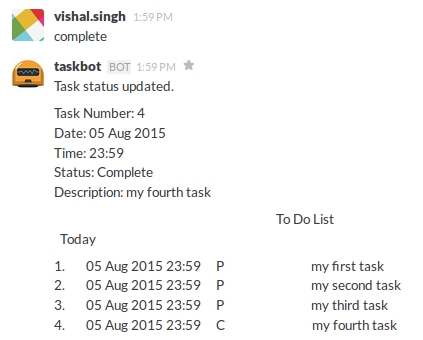 vishal.singh 1:59 PM
complete
taskbot BOT 1:59 PM
Task status updated.
Task Number: 4
Date: 05 Aug 2015
Time: 23:59
Status: Complete
Description: my fourth task
To Do List
Today
1. 05 Aug 2015 23:59 P my first task
2. 05 Aug 2015 23:59 P my second task
3. 05 Aug 2015 23:59 P my third task
4. 05 Aug 2015 23:59 C my fourth task